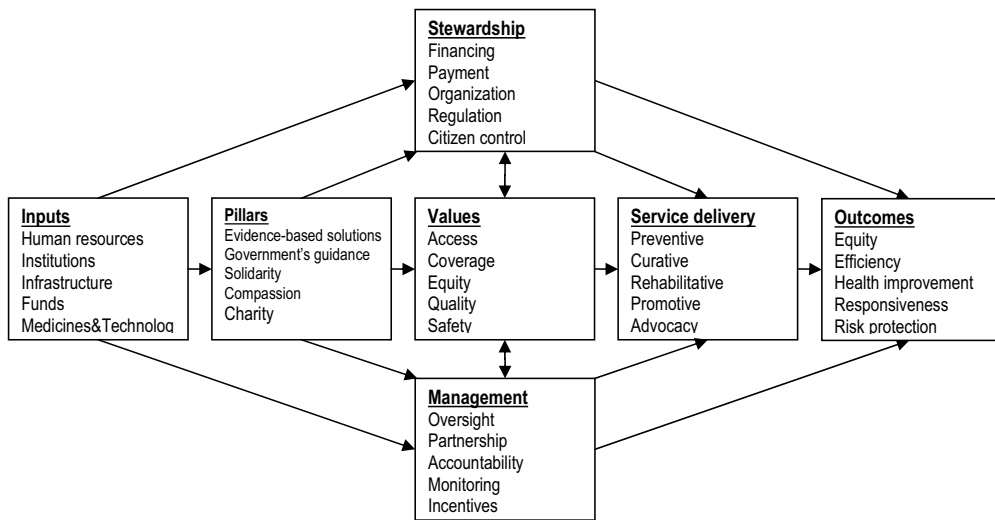 Stewardship
Financing
Payment
Organization
Regulation
Citizen control
Inputs
Human resources
Institutions
Infrastructure
Funds
Medicines&Technolog
Pillars
Evidence-based solutions
Government's guidance
Solidarity
Compassion
Charity
Values
Access
Coverage
Equity
Quality
Safety
Service delivery
Preventive
Curative
Rehabilitative
Promotive
Advocacy
Outcomes
Equity
Efficiency
Health improvement
Responsiveness
Risk protection
Management
Oversight
Partnership
Accountability
Monitoring
Incentives